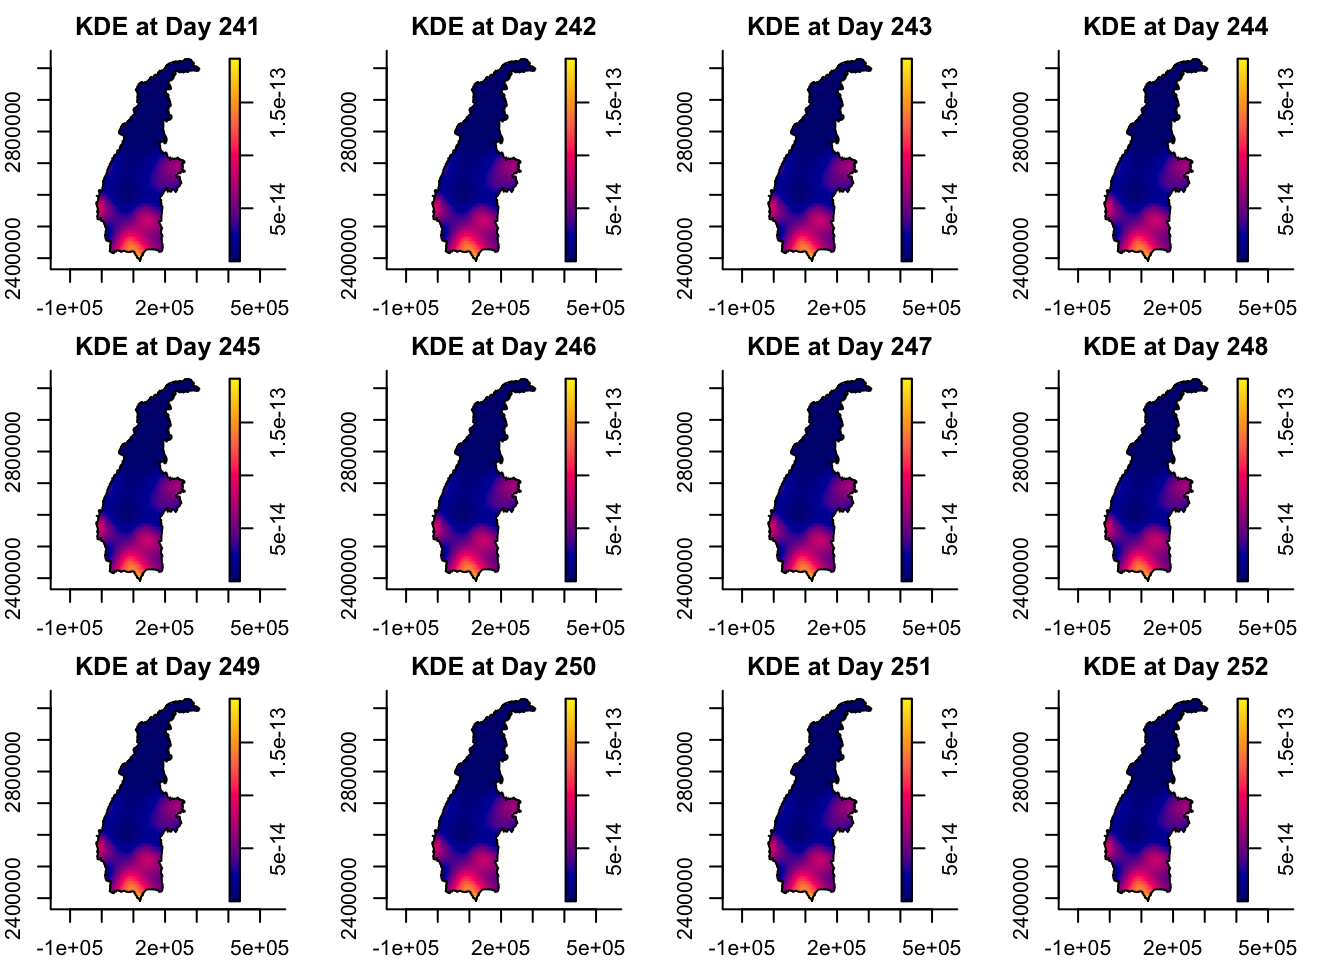 KDE at Day 241
2400000 2800000
5e-14 1.5e-13
-1e+05 2e+05 5e+05
KDE at Day 242
2400000 2800000
5e-14 1.5e-13
-1e+05 2e+05 5e+05
KDE at Day 243
2400000 2800000
5e-14 1.5e-13
-1e+05 2e+05 5e+05
KDE at Day 244
2400000 2800000
5e-14 1.5e-13
-1e+05 2e+05 5e+05
KDE at Day 245
2400000 2800000
5e-14 1.5e-13
-1e+05 2e+05 5e+05
KDE at Day 246
2400000 2800000
5e-14 1.5e-13
-1e+05 2e+05 5e+05
KDE at Day 247
2400000 2800000
5e-14 1.5e-13
-1e+05 2e+05 5e+05
KDE at Day 248
2400000 2800000
5e-14 1.5e-13
-1e+05 2e+05 5e+05
KDE at Day 249
2400000 2800000
5e-14 1.5e-13
-1e+05 2e+05 5e+05
KDE at Day 250
2400000 2800000
5e-14 1.5e-13
-1e+05 2e+05 5e+05
KDE at Day 251
2400000 2800000
5e-14 1.5e-13
-1e+05 2e+05 5e+05
KDE at Day 252
2400000 2800000
5e-14 1.5e-13
-1e+05 2e+05 5e+05